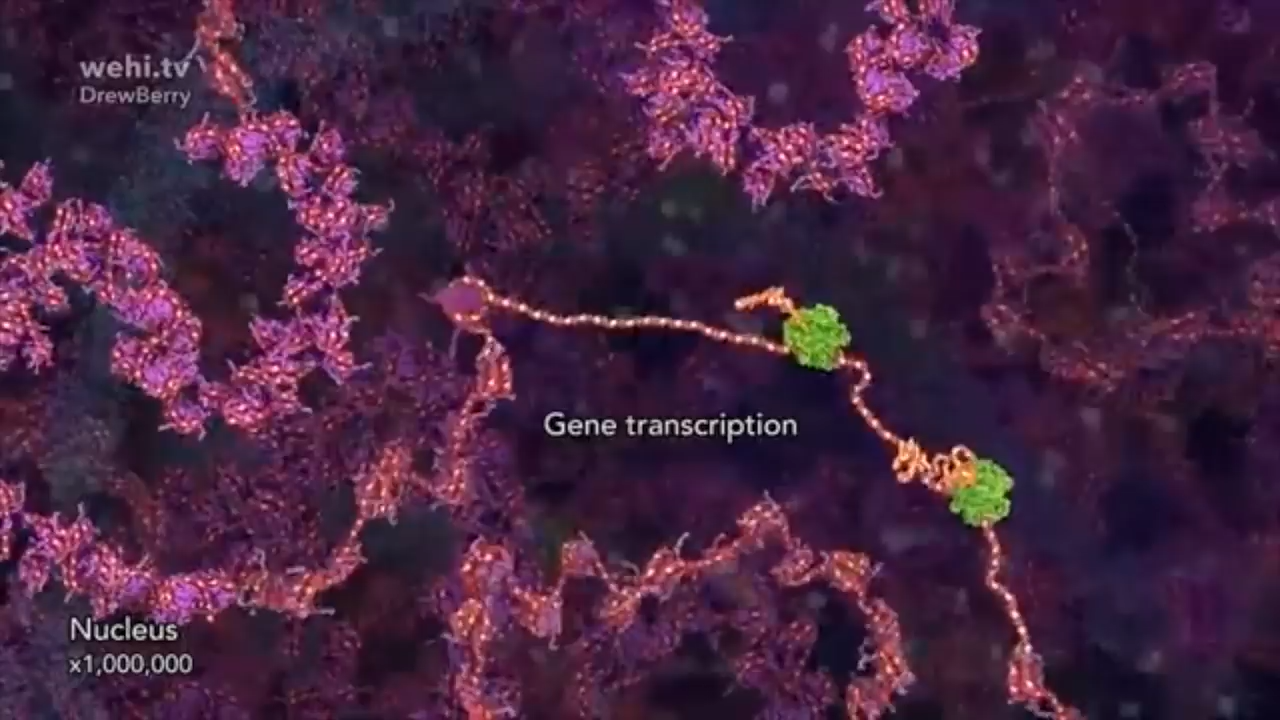 wehi.tv
DrewBerry
Gene transcription
Nucleus
x1,000,000